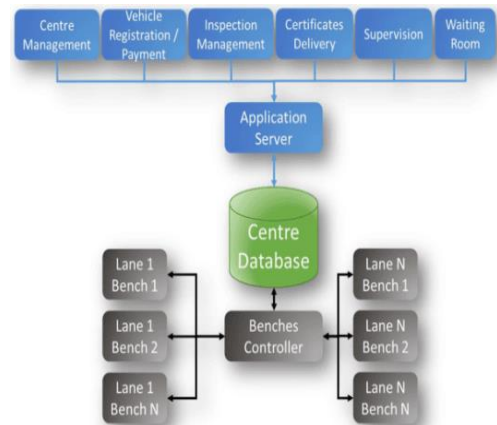 Centre
Management
Vehicle
Registration /
Payment
Inspection
Management
Certificates
Delivery
Supervision
Waiting
Room
Application
Server
Centre
Database
Lane 1
Bench 1
Lane 1
Bench 2
Lane 1
Bench N
Benches
Controller
Lane N
Bench 1
Lane N
Bench 2
Lane N
Bench N